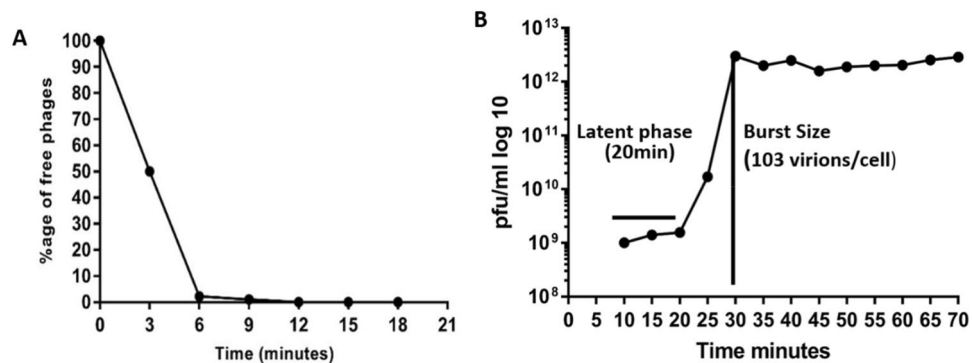 A
100
90
80
70
60
50
40
30
20
10
0
%age of free phages
0 3 6 9 12 15 18 21
Time (minutes)
B
10^13
10^12
10^11
10^10
10^9
10^8
pfu/ml log 10
Latent phase
(20min)
Burst Size
(103 virions/cell)
0 5 10 15 20 25 30 35 40 45 50 55 60 65 70
Time minutes